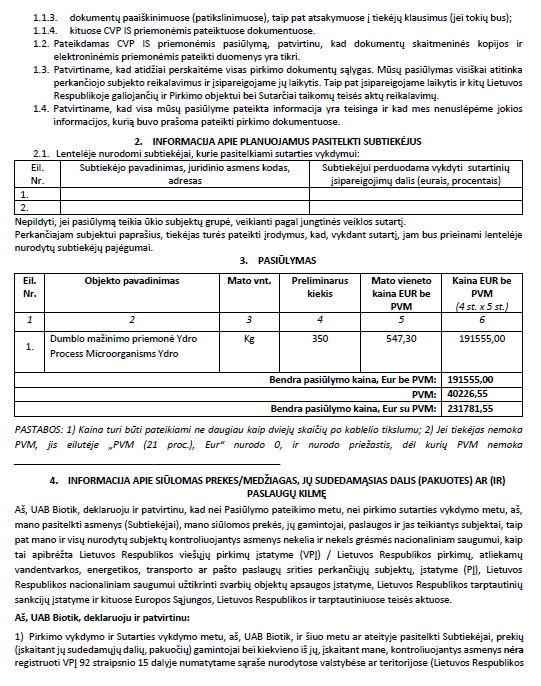 1.1.3. dokumentų paaiškinimuose (patikslinimuose), taip pat atsakymuose į tiekėjų klausimus (jei tokių bus);
1.1.4. kituose CVP IS priemonėmis pateiktuose dokumentuose.
1.2. Pateikdamas CVP IS priemonėmis pasiūlymą, patvirtinu, kad dokumentų skaitmeninės kopijos ir
elektroninėmis priemonėmis pateikti duomenys yra tikri.
1.3. Patvirtiname, kad atidžiai perskaitėme visas pirkimo dokumentų sąlygas. Mūsų pasiūlymas visiškai atitinka
perkančiojo subjekto reikalavimus ir įsipareigojame jų laikytis. Taip pat įsipareigojame laikytis ir kitų Lietuvos
Respublikoje galiojančių ir Pirkimo objektui bei Sutarčiai taikomų teisės aktų reikalavimų.
1.4. Patvirtiname, kad visa mūsų pasiūlyme pateikta informacija yra teisinga ir kad mes nenuslėpėme jokios
informacijos, kurią buvo prašoma pateikti pirkimo dokumentuose.
2. INFORMACIJA APIE PLANUOJAMUS PASITELKTI SUBTIEKĖJUS
2.1. Lentelėje nurodomi subtiekėjai, kurie pasitelkiami sutarties vykdymui:
Eil. Nr. Subtiekėjo pavadinimas, juridinio asmens kodas, adresas Subtiekėjui perduodama vykdyti sutartinių įsipareigojimų dalis (eurais, procentais)
1.
2.
Nepildyti, jei pasiūlymą teikia ūkio subjektų grupė, veikianti pagal jungtinės veiklos sutartį.
Perkančiajam subjektui paprašius, tiekėjas turės pateikti įrodymus, kad, vykdant sutartį, jam bus prieinami lentelėje
nurodytų subtiekėjų pajėgumai.
3. PASIŪLYMAS
Eil. Nr. Objekto pavadinimas Mato vnt. Preliminarus kiekis Mato vieneto kaina EUR be PVM Kaina EUR be PVM (4 st. x 5 st.)
1 2 3 4 5 6
1. Dumblo mažinimo priemonė Ydro Process Microorganisms Ydro Kg 350 547,30 191555,00
Bendra pasiūlymo kaina, Eur be PVM: 191555,00
PVM: 40226,55
Bendra pasiūlymo kaina, Eur su PVM: 231781,55
PASTABOS: 1) Kaina turi būti pateikiami ne daugiau kaip dviejų skaičių po kablelio tikslumu; 2) Jei tiekėjas nemoka
PVM, jis eilutėje „PVM (21 proc.), Eur“ nurodo 0, ir nurodo priežastis, dėl kurių PVM nemoka
4. INFORMACIJA APIE SIŪLOMAS PREKES/MEDŽIAGAS, JŲ SUDEDAMĄSIAS DALIS (PAKUOTES) AR (IR)
PASLAUGŲ KILMĘ
Aš, UAB Biotik, deklaruoju ir patvirtinu, kad nei Pasiūlymo pateikimo metu, nei pirkimo sutarties vykdymo metu, aš,
mano pasitelkti asmenys (Subtiekėjai), mano siūlomos prekės, jų gamintojai, paslaugos ir jas teikiantys subjektai, taip
pat mano ir visų nurodytų subjektų kontroliuojantys asmenys nekelia ir nekels grėsmės nacionaliniam saugumui, kaip
tai apibrėžta Lietuvos Respublikos viešųjų pirkimų įstatyme (VPĮ) / Lietuvos Respublikos pirkimų, atliekamų
vandentvarkos, energetikos, transporto ar pašto paslaugų srities perkančiųjų subjektų, įstatyme (PĮ), Lietuvos
Respublikos nacionaliniam saugumui užtikrinti svarbių objektų apsaugos įstatyme, Lietuvos Respublikos tarptautinių
sankcijų įstatyme ir kituose Europos Sąjungos, Lietuvos Respublikos ir tarptautiniuose teisės aktuose.
Aš, UAB Biotik, deklaruoju ir patvirtinu:
1) Pirkimo vykdymo ir Sutarties vykdymo metu, aš, UAB Biotik, ir šiuo metu ar ateityje pasitelkti Subtiekėjai, prekių
(įskaitant jų sudedamųjų dalių, pakuočių) gamintojai bei kiekvieno iš jų, įskaitant mane, kontroliuojantys asmenys nėra
registruoti VPĮ 92 straipsnio 15 dalyje numatytame sąraše nurodytose valstybėse ar teritorijose (Lietuvos Respublikos